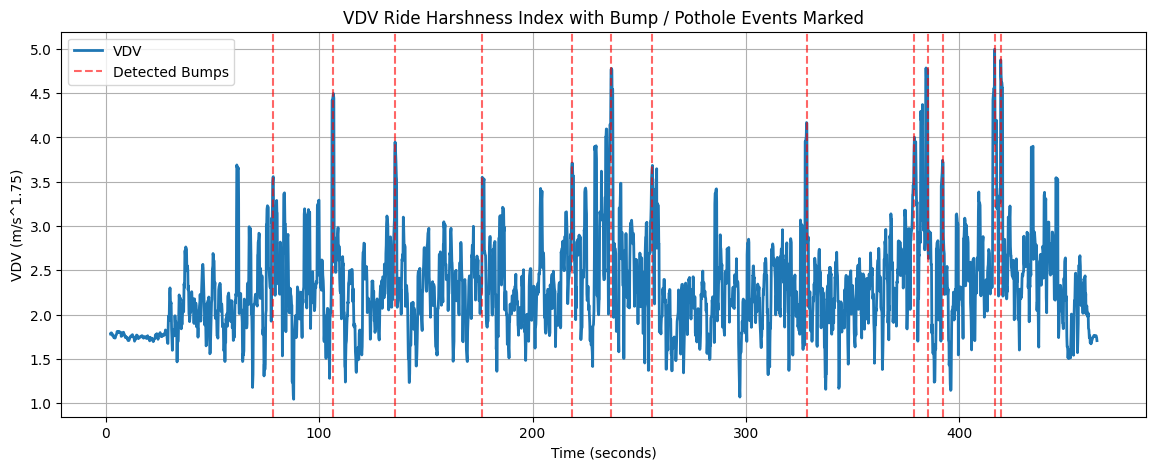 VDV Ride Harshness Index with Bump / Pothole Events Marked
VDV
Detected Bumps
VDV (m/s^1.75)
5.0
4.5
4.0
3.5
3.0
2.5
2.0
1.5
1.0
0
100
200
300
400
Time (seconds)